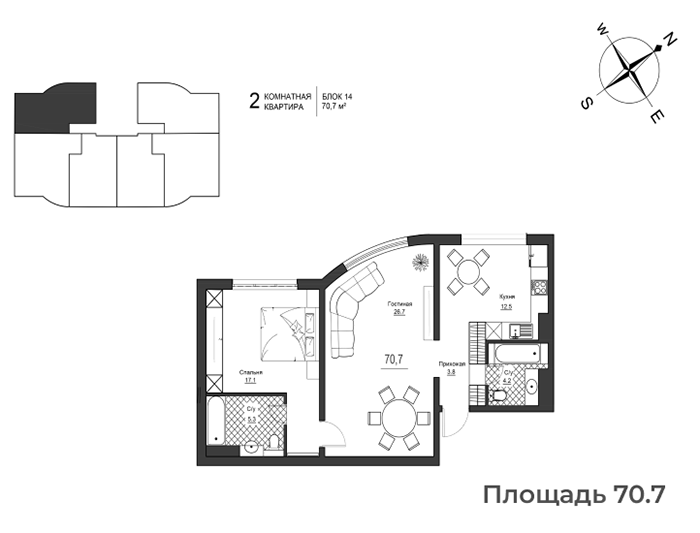 2 КОМНАТНАЯ КВАРТИРА
БЛОК 14
70,7 м²
N
W
S
E
Кухня
12.5
Гостиная
26.7
70,7
Прихожая
3.8
С/у
4.2
Спальня
17.1
С/у
5.3
Площадь 70.7